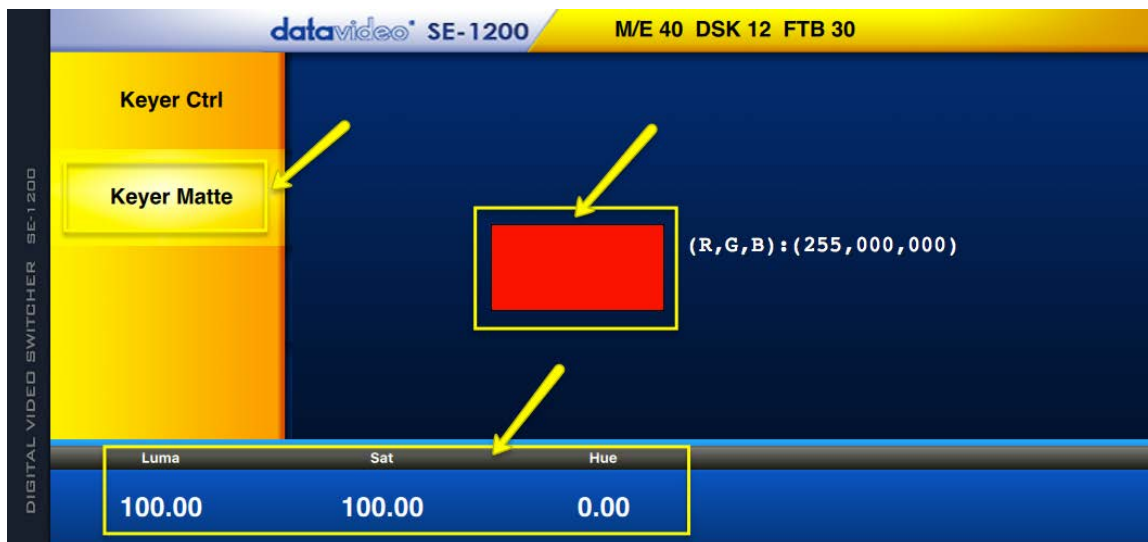 datavideo® SE-1200
M/E 40 DSK 12 FTB 30
Keyer Ctrl
Keyer Matte
(R,G,B):(255,000,000)
DIGITAL VIDEO SWITCHER SE-1200
Luma Sat Hue
100.00 100.00 0.00